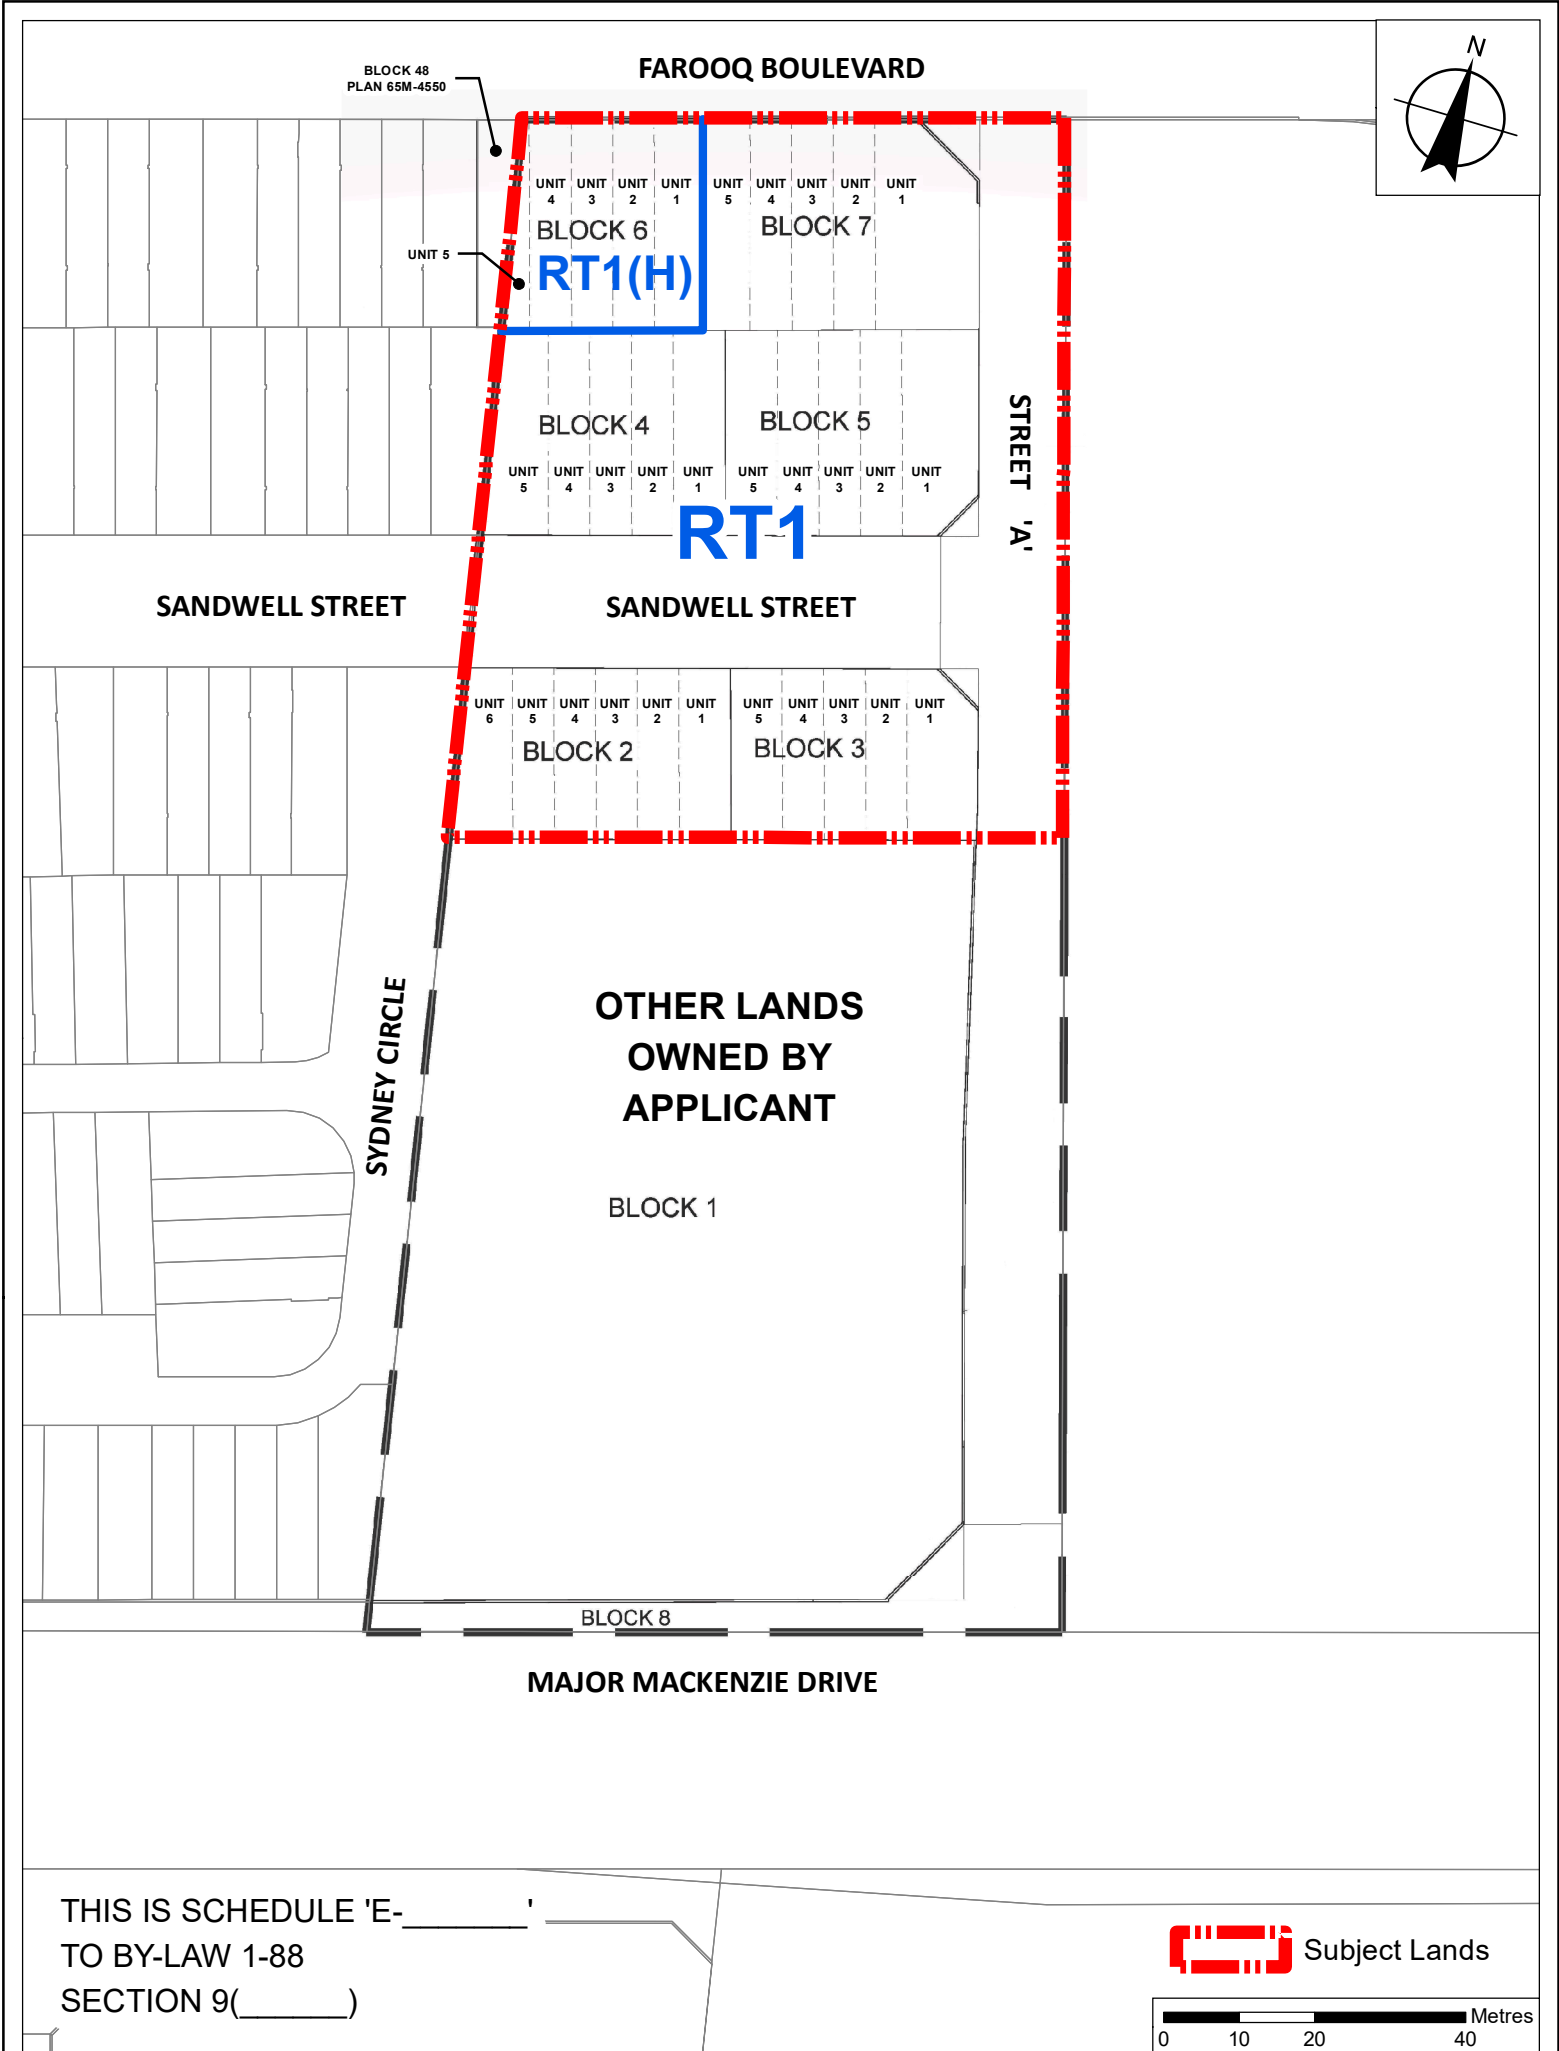 FAROOQ BOULEVARD
N
BLOCK 48
PLAN 65M-4550
UNIT 4
UNIT 3
UNIT 2
UNIT 1
UNIT 5
UNIT 4
UNIT 3
UNIT 2
UNIT 1
BLOCK 6
BLOCK 7
UNIT 5
RT1(H)
BLOCK 4
BLOCK 5
STREET 'A'
UNIT 5
UNIT 4
UNIT 3
UNIT 2
UNIT 1
UNIT 5
UNIT 4
UNIT 3
UNIT 2
UNIT 1
RT1
SANDWELL STREET
SANDWELL STREET
UNIT 6
UNIT 5
UNIT 4
UNIT 3
UNIT 2
UNIT 1
UNIT 5
UNIT 4
UNIT 3
UNIT 2
UNIT 1
BLOCK 2
BLOCK 3
OTHER LANDS
OWNED BY
APPLICANT
SYDNEY CIRCLE
BLOCK 1
BLOCK 8
MAJOR MACKENZIE DRIVE
THIS IS SCHEDULE 'E-_______'
TO BY-LAW 1-88
SECTION 9(______)
Subject Lands
Metres
0 10 20 40